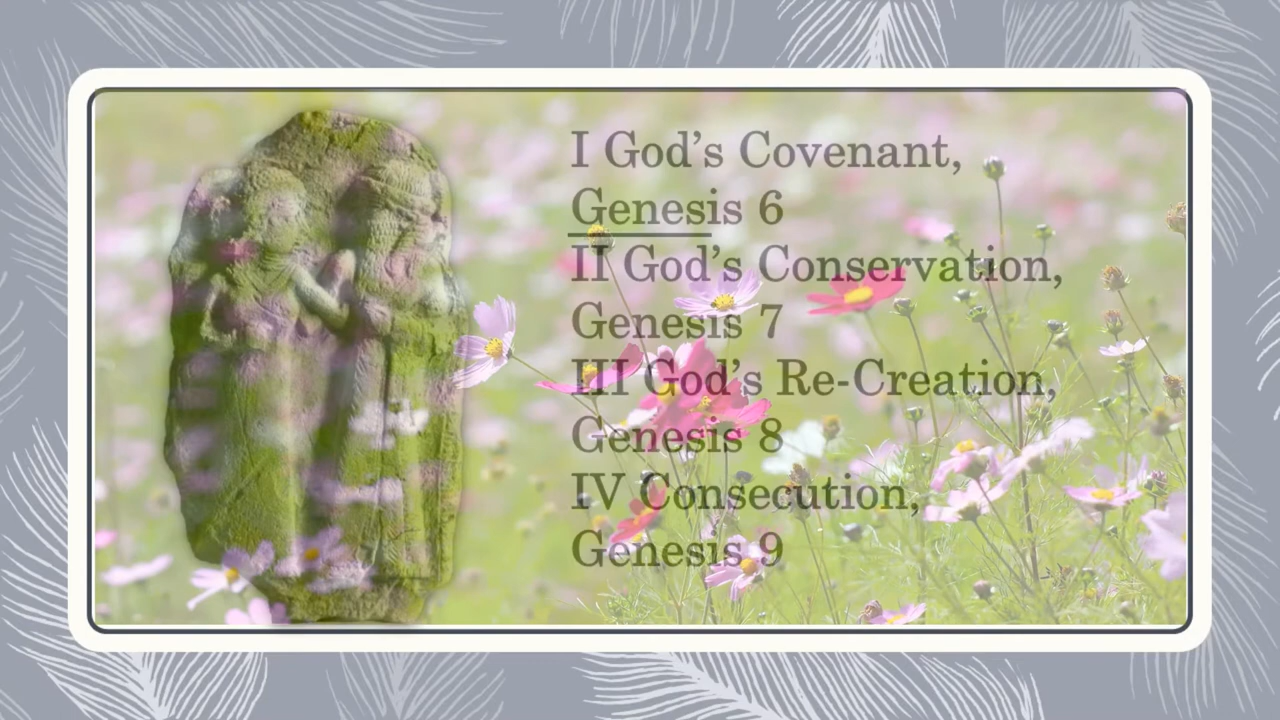 I God's Covenant,
Genesis 6
II God's Conservation,
Genesis 7
III God's Re-Creation,
Genesis 8
IV Consecution,
Genesis 9